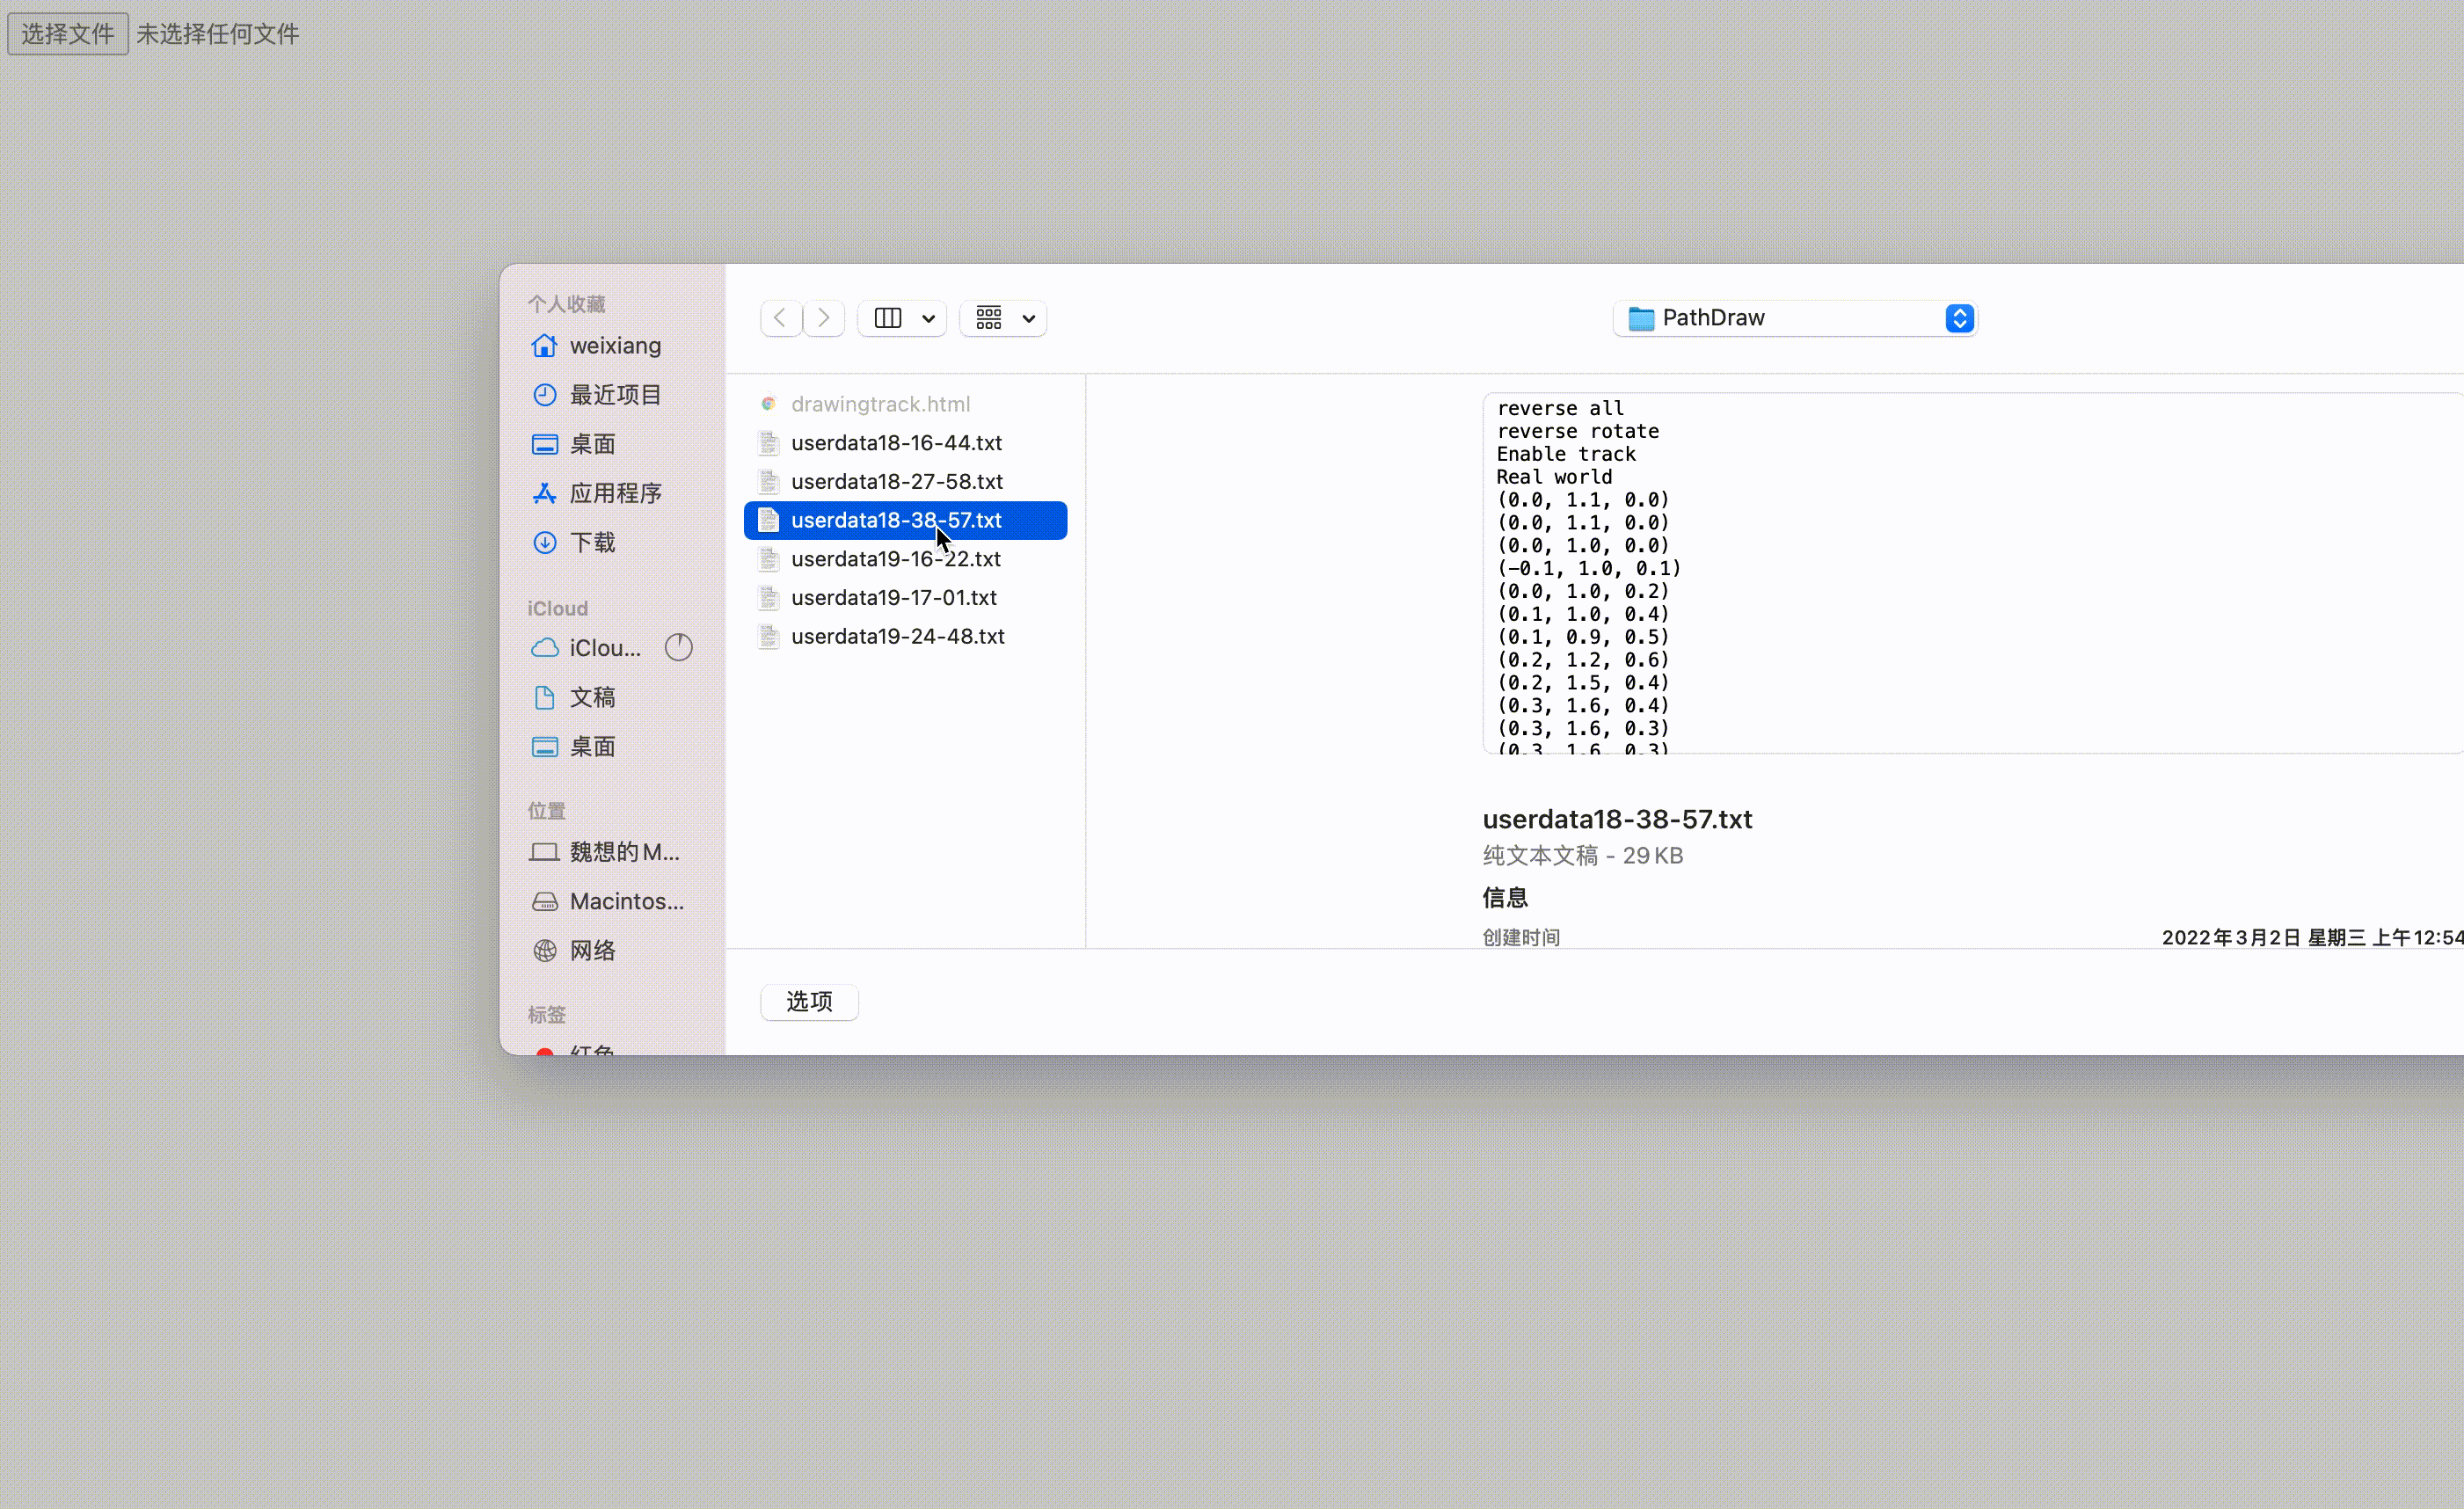 选择文件 未选择任何文件
个人收藏
weixiang
最近项目
桌面
应用程序
下载
iCloud
iClou...
文稿
桌面
位置
魏想的 M...
Macintos...
网络
标签
红色
PathDraw
drawingtrack.html
userdata18-16-44.txt
userdata18-27-58.txt
userdata18-38-57.txt
userdata19-16-22.txt
userdata19-17-01.txt
userdata19-24-48.txt
reverse all
reverse rotate
Enable track
Real world
(0.0, 1.1, 0.0)
(0.0, 1.1, 0.0)
(0.0, 1.0, 0.0)
(−0.1, 1.0, 0.1)
(0.0, 1.0, 0.2)
(0.1, 1.0, 0.4)
(0.1, 0.9, 0.5)
(0.2, 1.2, 0.6)
(0.2, 1.5, 0.4)
(0.3, 1.6, 0.4)
(0.3, 1.6, 0.3)
(0.3, 1.6, 0.3)
userdata18-38-57.txt
纯文本文稿 - 29 KB
信息
创建时间 2022年3月2日 星期三 上午12:54
选项